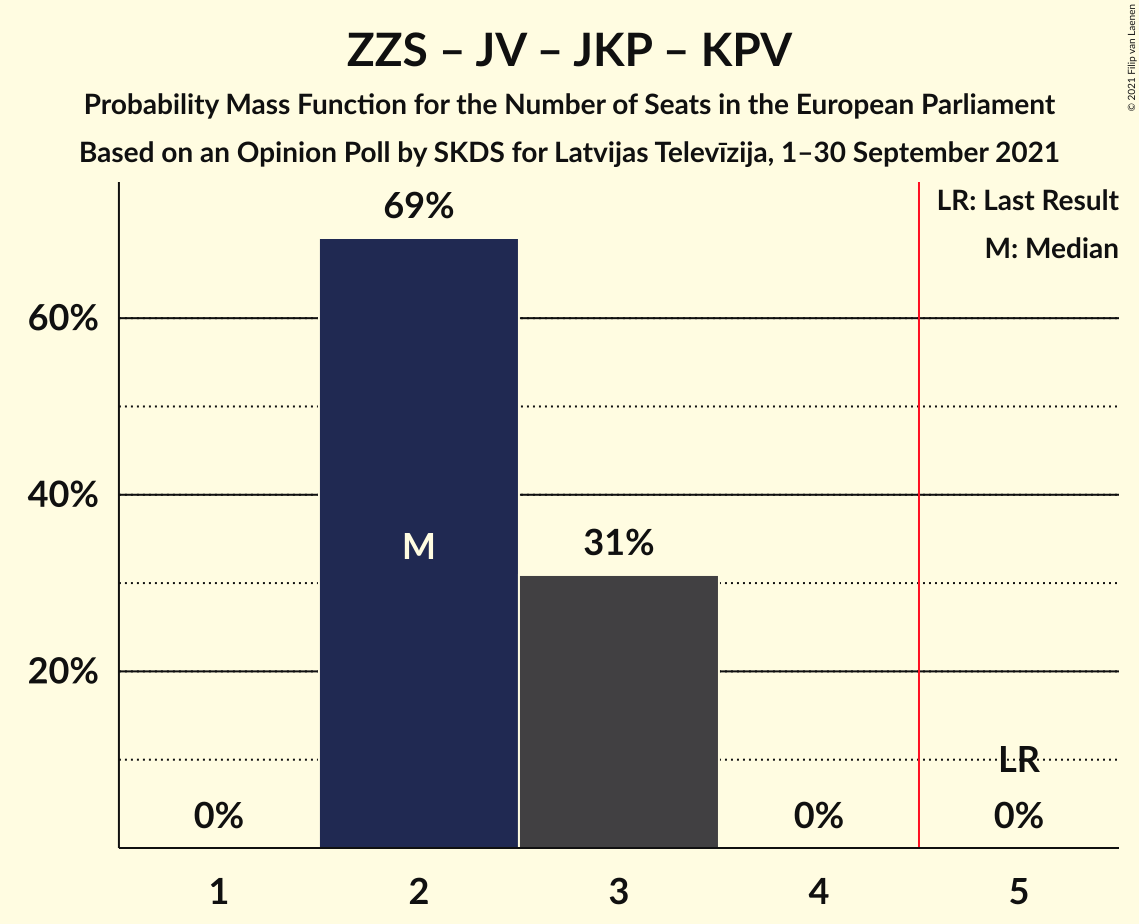 ZZS – JV – JKP – KPV
Probability Mass Function for the Number of Seats in the European Parliament
Based on an Opinion Poll by SKDS for Latvijas Televīzija, 1–30 September 2021
© 2021 Filip van Laenen
LR: Last Result
M: Median
69%
60%
40%
31%
M
20%
LR
0%
0%
0%
1
2
3
4
5